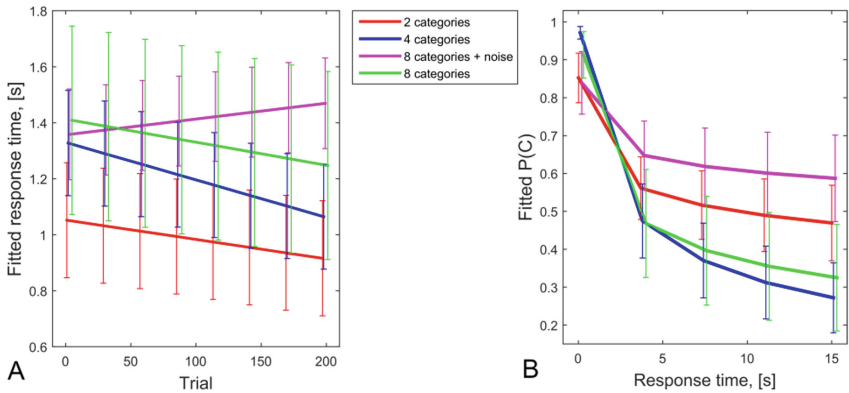 1.8
1.6
1.4
1.2
1
0.8
0.6
0
50
100
150
200
Fitted response time, [s]
Trial
A
2 categories
4 categories
8 categories + noise
8 categories
1
0.9
0.8
0.7
0.6
0.5
0.4
0.3
0.2
0
5
10
15
Fitted P(C)
Response time, [s]
B